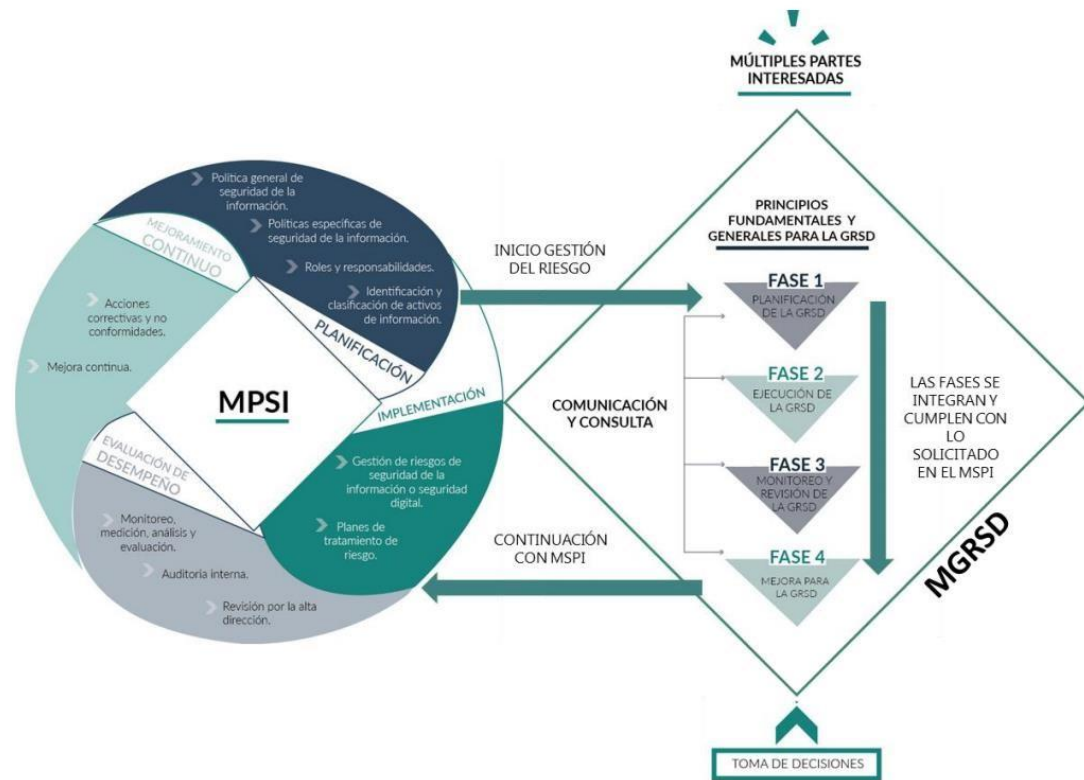 MÚLTIPLES PARTES
INTERESADAS
Política general de
seguridad de la
información.
Políticas específicas de
seguridad de la información.
Roles y responsabilidades.
Identificación y
clasificación de activos
de información.
PLANIFICACIÓN
MEJORAMIENTO
CONTINUO
Acciones
correctivas y no
conformidades.
Mejora continua.
MPSI
IMPLEMENTACIÓN
Gestión de riesgos de
seguridad de la
información o seguridad
digital.
Planes de
tratamiento de
riesgo.
EVALUACIÓN DE
DESEMPEÑO
Monitoreo,
medición, análisis y
evaluación.
Auditoria interna.
Revisión por la alta
dirección.
INICIO GESTIÓN
DEL RIESGO
CONTINUACIÓN
CON MSPI
PRINCIPIOS
FUNDAMENTALES Y
GENERALES PARA LA GRSD
COMUNICACIÓN
Y CONSULTA
FASE 1
PLANIFICACIÓN
DE LA GRSD
FASE 2
EJECUCIÓN DE
LA GRSD
FASE 3
MONITOREO Y
REVISIÓN DE
LA GRSD
FASE 4
MEJORA PARA
LA GRSD
LAS FASES SE
INTEGRAN Y
CUMPLEN CON
LO
SOLICITADO
EN EL MSPI
MGRSD
TOMA DE DECISIONES